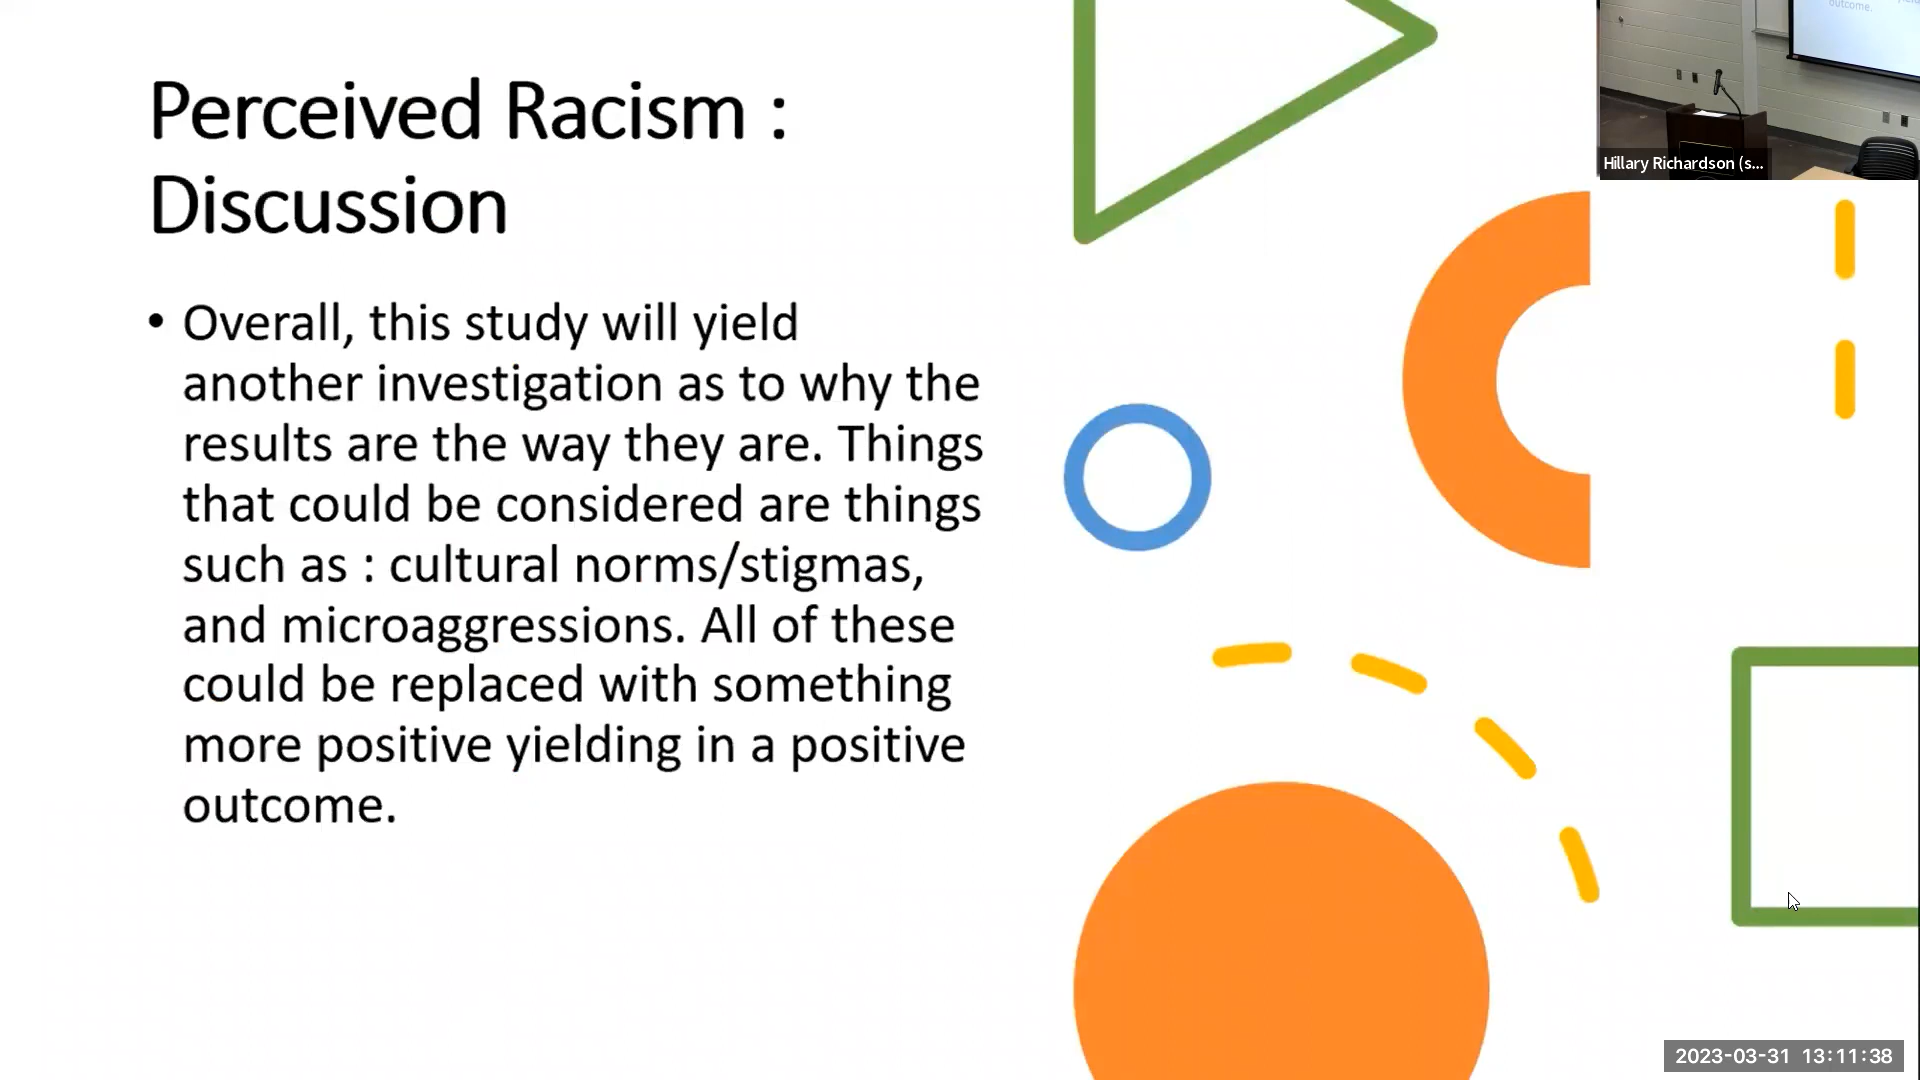 Perceived Racism :
Discussion
• Overall, this study will yield
another investigation as to why the
results are the way they are. Things
that could be considered are things
such as : cultural norms/stigmas,
and microaggressions. All of these
could be replaced with something
more positive yielding in a positive
outcome.
outcome.
Hillary Richardson (s...
2023-03-31 13:11:38